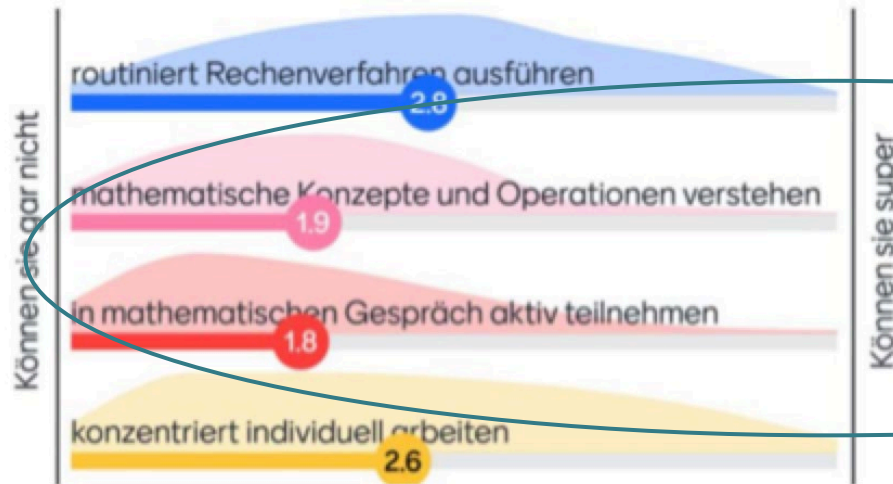 Können sie gar nicht
routiniert Rechenverfahren ausführen
2.8
mathematische Konzepte und Operationen verstehen
1.9
in mathematischen Gespräch aktiv teilnehmen
1.8
konzentriert individuell arbeiten
2.6
Können sie super